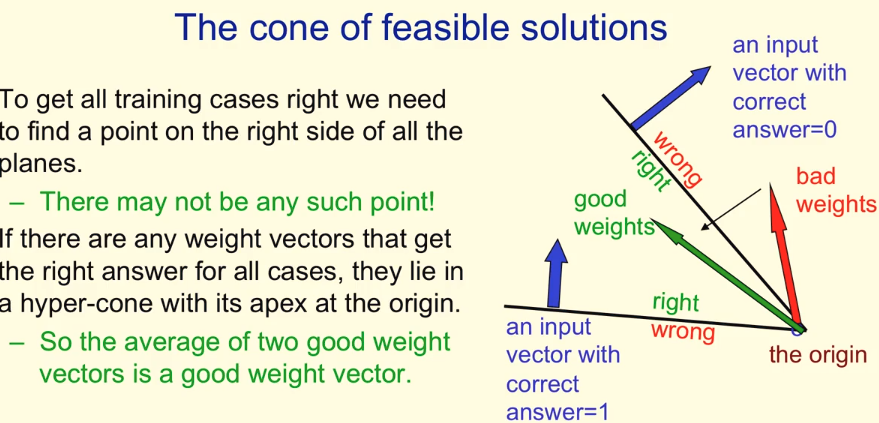 The cone of feasible solutions
To get all training cases right we need
to find a point on the right side of all the
planes.
– There may not be any such point!
If there are any weight vectors that get
the right answer for all cases, they lie in
a hyper-cone with its apex at the origin.
– So the average of two good weight
vectors is a good weight vector.
an input
vector with
correct
answer=0
wrong
right
good
weights
bad
weights
right
wrong
an input
vector with
correct
answer=1
the origin